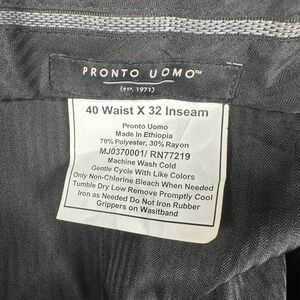 PRONTO UOMO™
(est. 1971)
40 Waist X 32 Inseam
Pronto Uomo
Made In Ethiopia
70% Polyester, 30% Rayon
MJ0370001/ RN77219
Machine Wash Cold
Gentle Cycle With Like Colors
Only Non-Chlorine Bleach When Needed
Tumble Dry Low Remove Promptly Cool
Iron as Needed Do Not Iron Rubber
Grippers on Wasitband